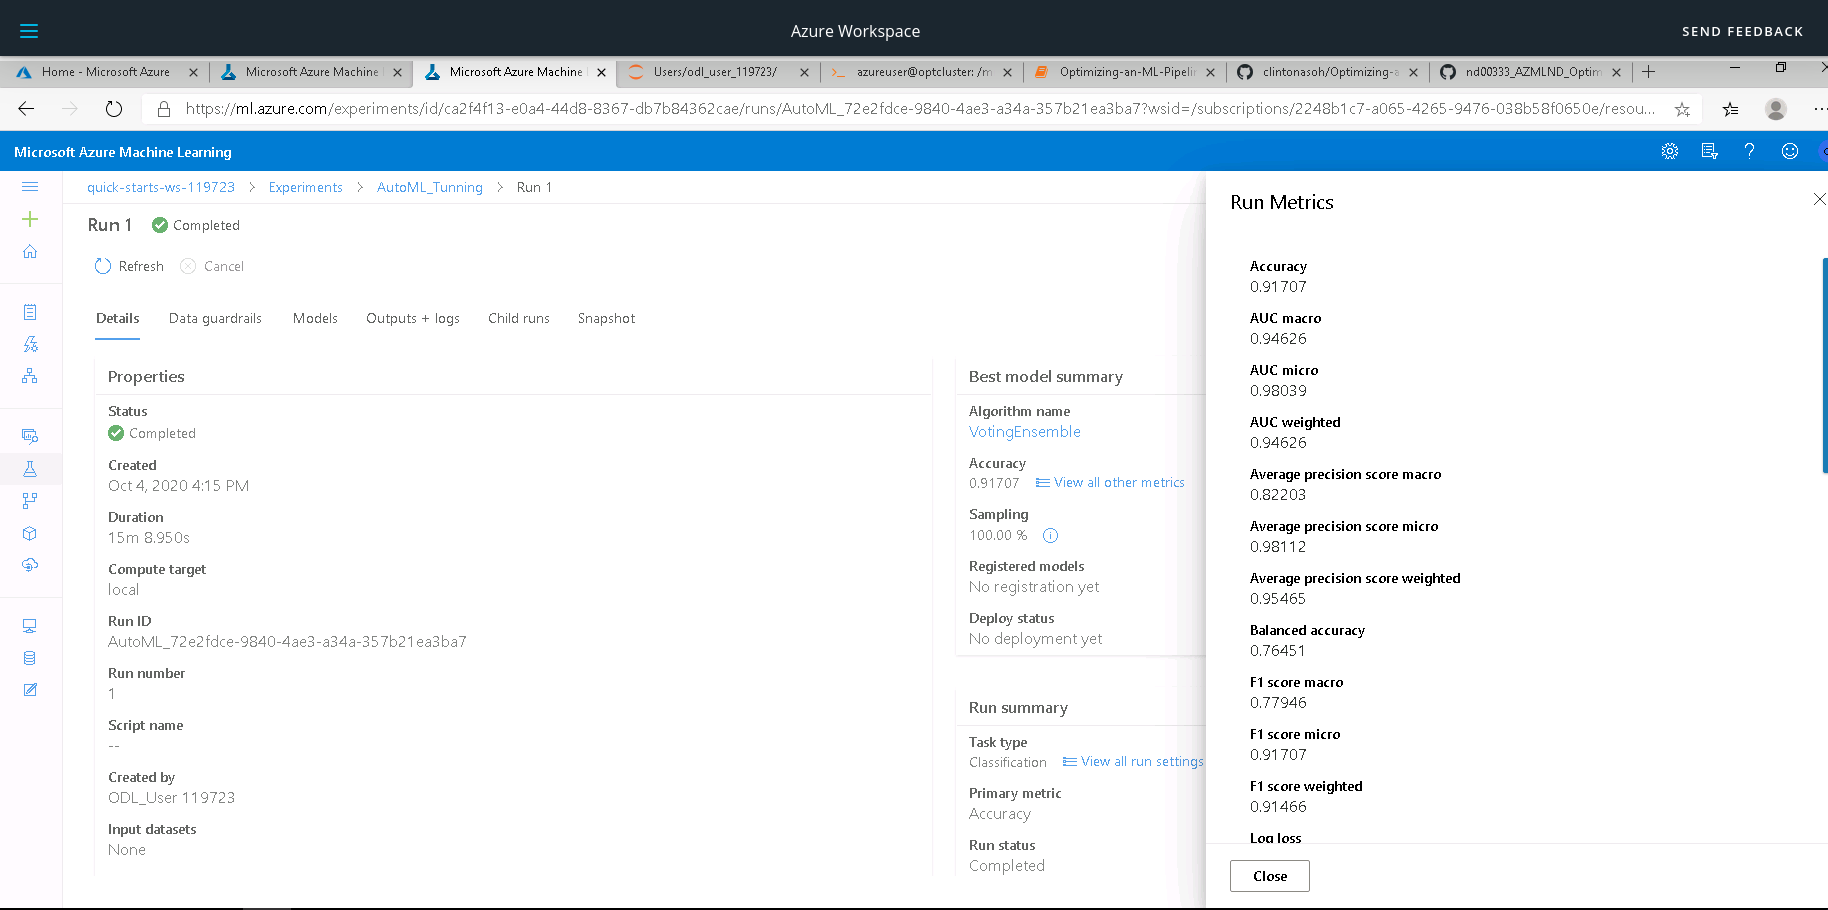 Azure Workspace
SEND FEEDBACK
Home - Microsoft Azure
Microsoft Azure Machine
Microsoft Azure Machine
Users/odl_user_119723/
azureuser@optcluster: /m
Optimizing-an-ML-Pipelin
clintonasoh/Optimizing-a
nd00333_AZMLND_Optim
https://ml.azure.com/experiments/id/ca2f4f13-e0a4-44d8-8367-db7b84362cae/runs/AutoML_72e2fdce-9840-4ae3-a34a-357b21ea3ba7?wsid=/subscriptions/2248b1c7-a065-4265-9476-038b58f0650e/resou...
Microsoft Azure Machine Learning
quick-starts-ws-119723 > Experiments > AutoML_Tunning > Run 1
Run 1
Completed
Refresh
Cancel
Details
Data guardrails
Models
Outputs + logs
Child runs
Snapshot
Properties
Status
Completed
Created
Oct 4, 2020 4:15 PM
Duration
15m 8.950s
Compute target
local
Run ID
AutoML_72e2fdce-9840-4ae3-a34a-357b21ea3ba7
Run number
1
Script name
--
Created by
ODL_User 119723
Input datasets
None
Best model summary
Algorithm name
VotingEnsemble
Accuracy
0.91707
View all other metrics
Sampling
100.00 %
Registered models
No registration yet
Deploy status
No deployment yet
Run summary
Task type
Classification
View all run settings
Primary metric
Accuracy
Run status
Completed
Run Metrics
Accuracy
0.91707
AUC macro
0.94626
AUC micro
0.98039
AUC weighted
0.94626
Average precision score macro
0.82203
Average precision score micro
0.98112
Average precision score weighted
0.95465
Balanced accuracy
0.76451
F1 score macro
0.77946
F1 score micro
0.91707
F1 score weighted
0.91466
Log loss
Close